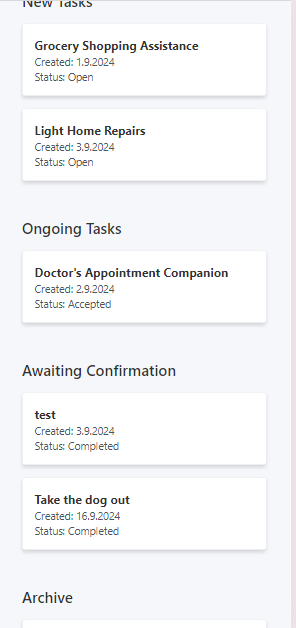 New Tasks
Grocery Shopping Assistance
Created: 1.9.2024
Status: Open
Light Home Repairs
Created: 3.9.2024
Status: Open
Ongoing Tasks
Doctor's Appointment Companion
Created: 2.9.2024
Status: Accepted
Awaiting Confirmation
test
Created: 3.9.2024
Status: Completed
Take the dog out
Created: 16.9.2024
Status: Completed
Archive